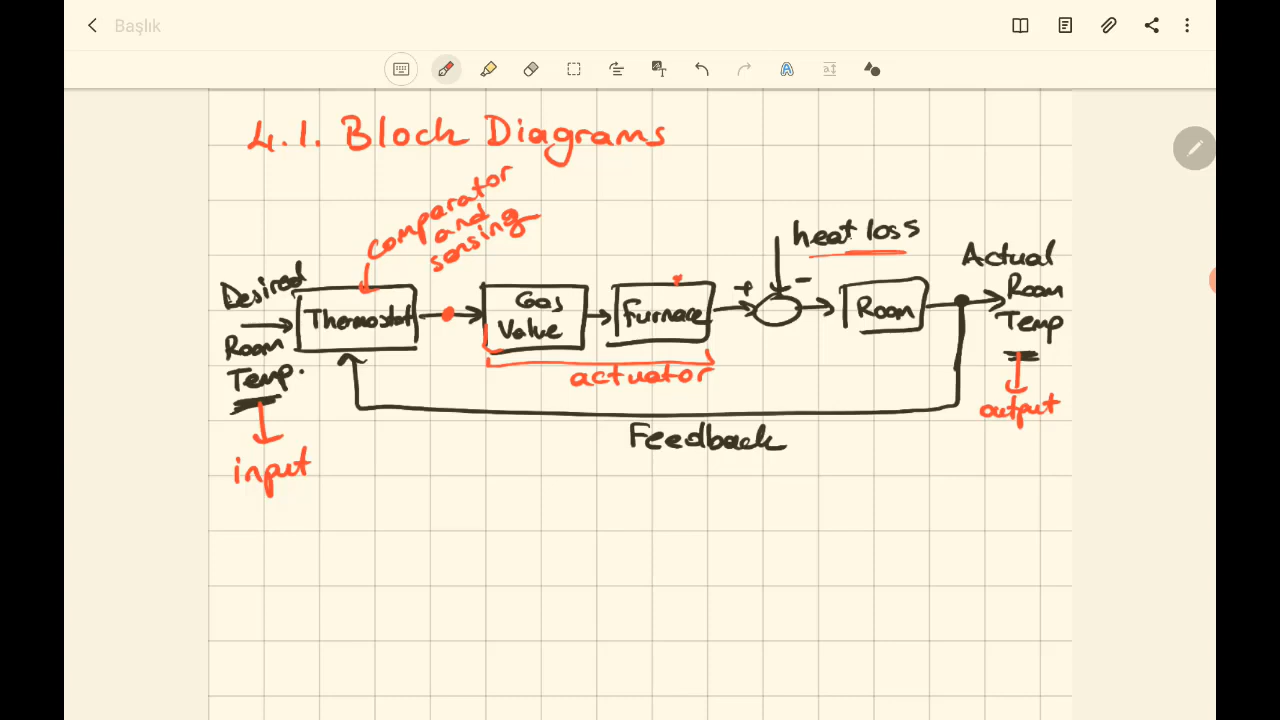 Başlık
4.1. Block Diagrams
comparator
and
sensing
Desired
Room
Temp.
input
Thermostat
Gas
Value
Furnace
actuator
+
heat loss
-
Room
Actual
Room
Temp
output
Feedback